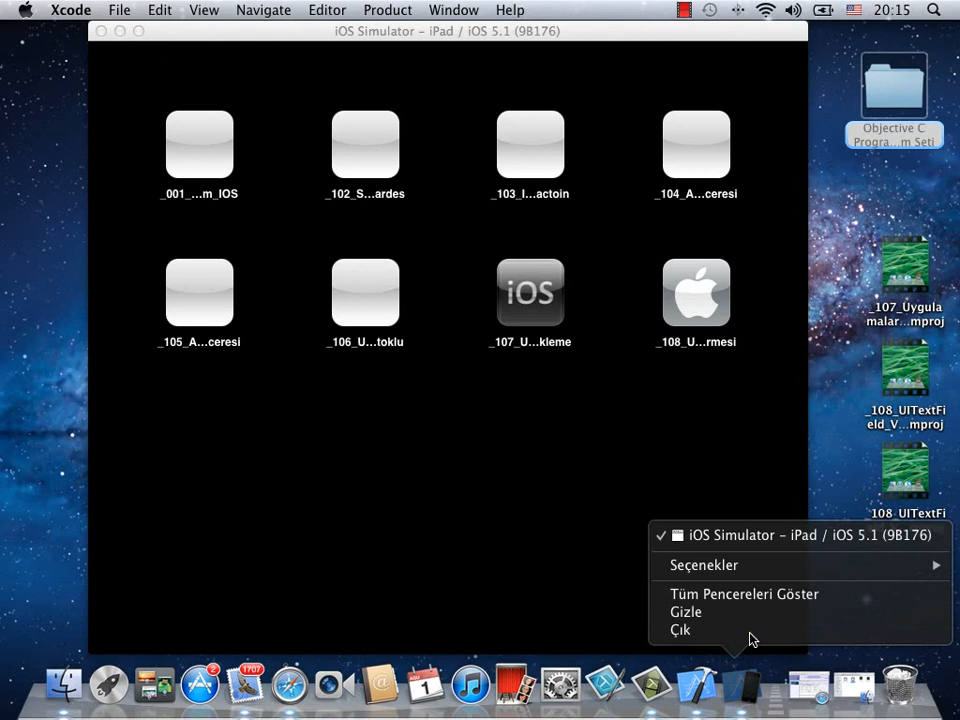 Xcode File Edit View Navigate Editor Product Window Help 20:15
iOS Simulator – iPad / iOS 5.1 (9B176)
Objective C
Progra...m Seti
_001_...m_IOS
_102_S...ardes
_103_I...actoin
_104_A...ceresi
iOS
_105_A...ceresi
_106_U...toklu
_107_U...kleme
_108_U...rmesi
_107_Uygula
malar...mproj
_108_UITextFi
eld_V...mproj
_108_UITextFi
✓ iOS Simulator – iPad / iOS 5.1 (9B176)
Seçenekler
Tüm Pencereleri Göster
Gizle
Çık
2
1707
1